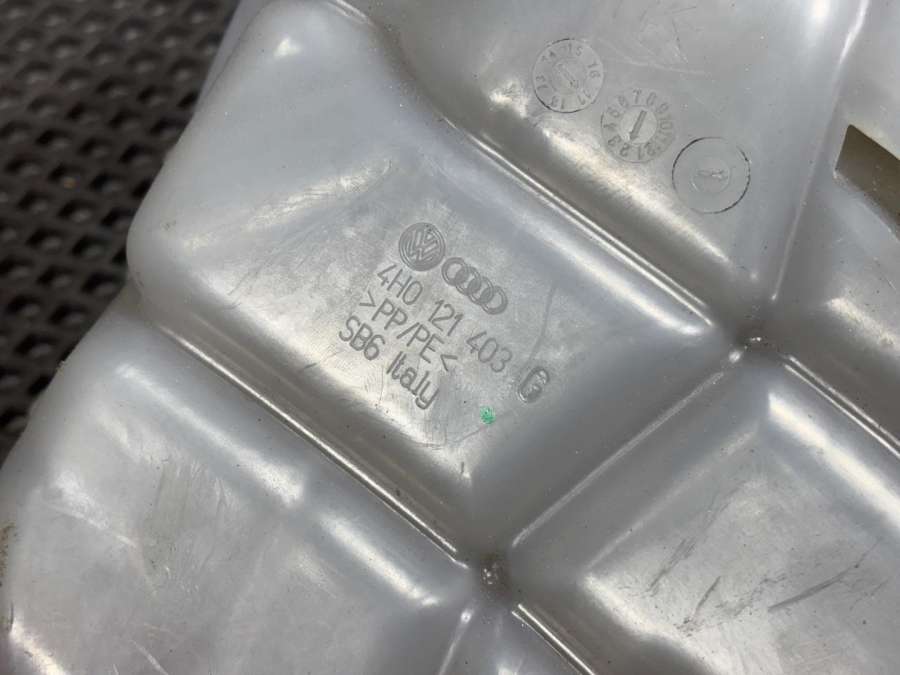 4H0 121 403 G
>PP/PE<
SB6 Italy